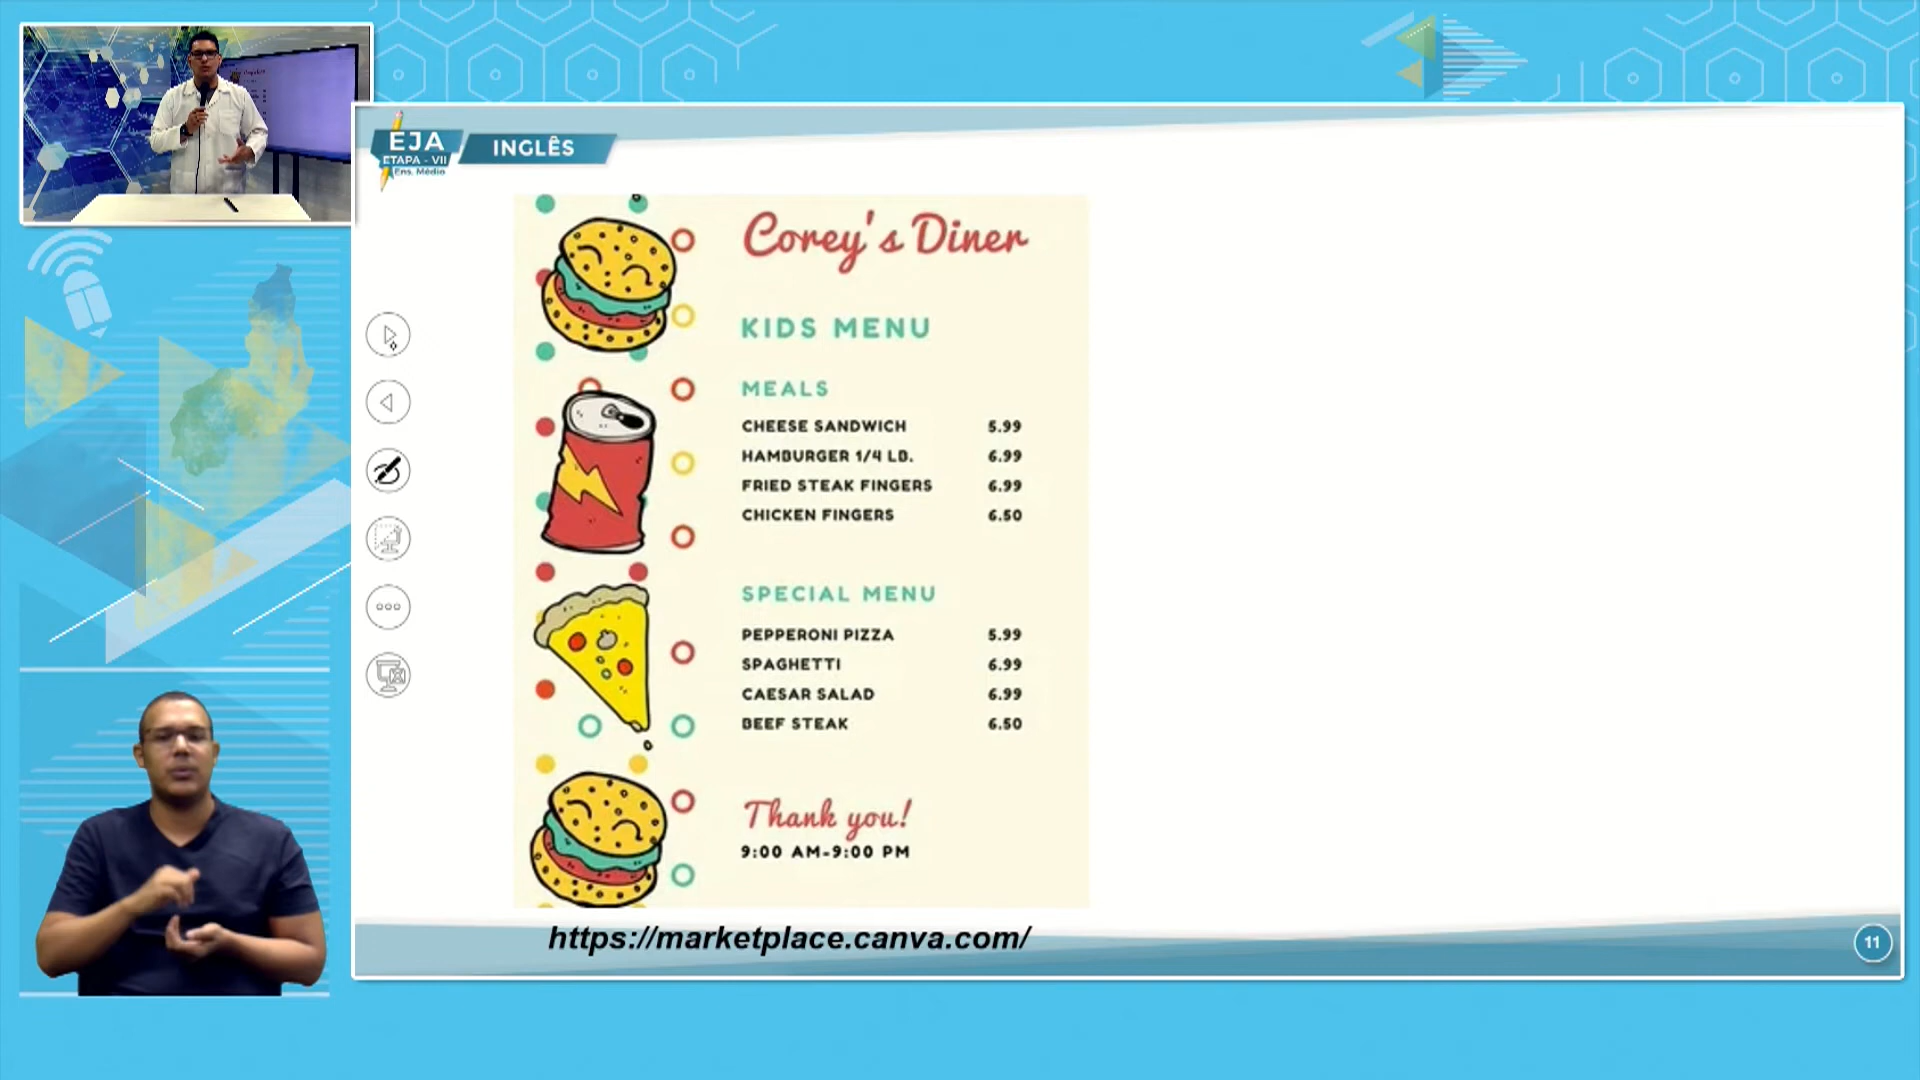 EJA
ETAPA - VII
Ens. Médio
INGLÊS
Corey's Diner
KIDS MENU
MEALS
CHEESE SANDWICH 5.99
HAMBURGER 1/4 LB. 6.99
FRIED STEAK FINGERS 6.99
CHICKEN FINGERS 6.50
SPECIAL MENU
PEPPERONI PIZZA 5.99
SPAGHETTI 6.99
CAESAR SALAD 6.99
BEEF STEAK 6.50
Thank you!
9:00 AM-9:00 PM
https://marketplace.canva.com/
11